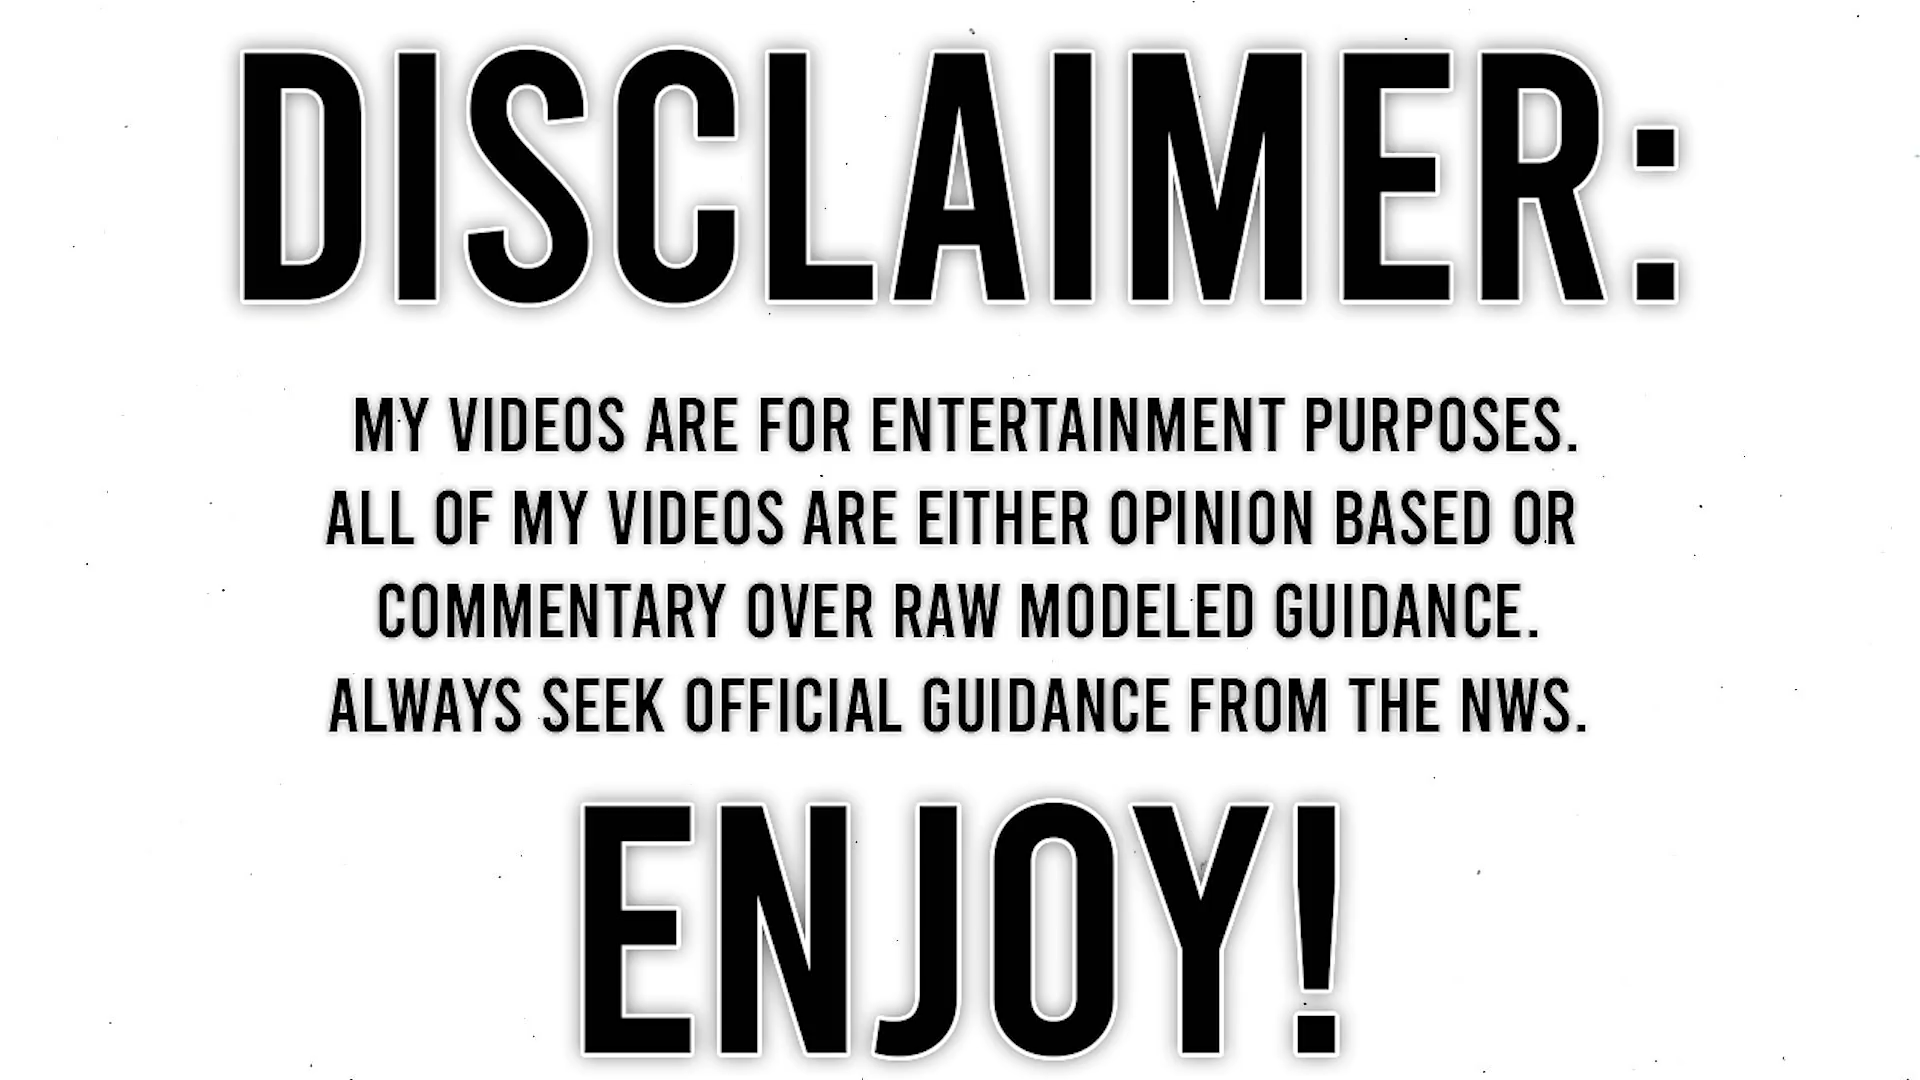 DISCLAIMER:
MY VIDEOS ARE FOR ENTERTAINMENT PURPOSES.
ALL OF MY VIDEOS ARE EITHER OPINION BASED OR
COMMENTARY OVER RAW MODELED GUIDANCE.
ALWAYS SEEK OFFICIAL GUIDANCE FROM THE NWS.
ENJOY!